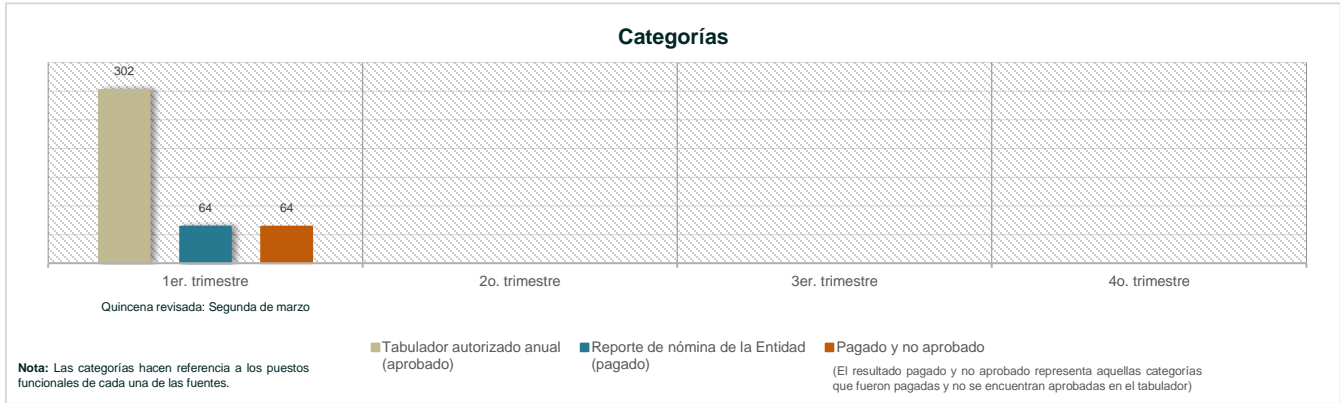 Categorías
302
64
64
1er. trimestre
2o. trimestre
3er. trimestre
4o. trimestre
Quincena revisada: Segunda de marzo
Tabulador autorizado anual
(aprobado)
Reporte de nómina de la Entidad
(pagado)
Pagado y no aprobado
(El resultado pagado y no aprobado representa aquellas categorías
que fueron pagadas y no se encuentran aprobadas en el tabulador)
Nota: Las categorías hacen referencia a los puestos
funcionales de cada una de las fuentes.